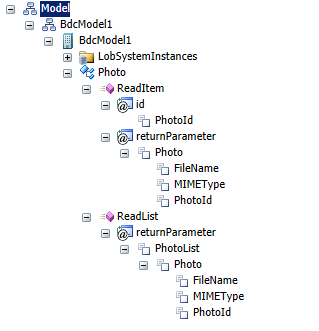 Model
BdcModel1
BdcModel1
LobSystemInstances
Photo
ReadItem
id
PhotoId
returnParameter
Photo
FileName
MIMEType
PhotoId
ReadList
returnParameter
PhotoList
Photo
FileName
MIMEType
PhotoId